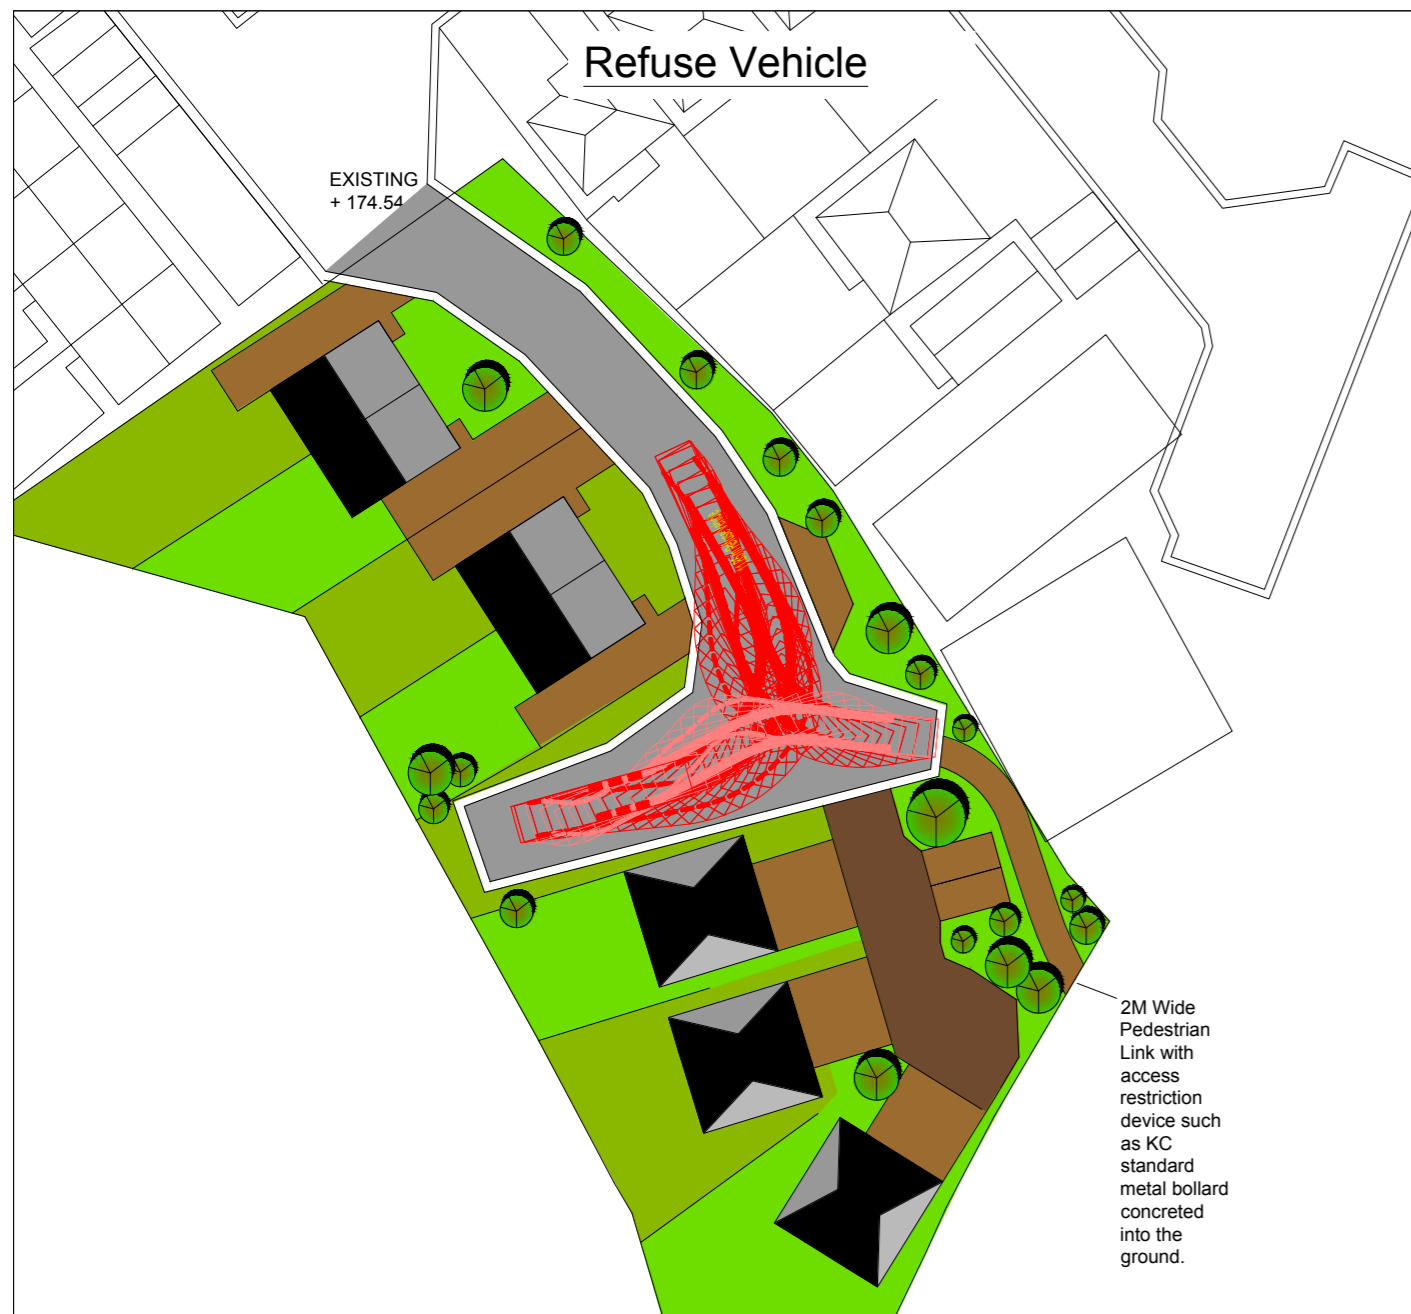 Refuse Vehicle
EXISTING
+ 174.54
2M Wide
Pedestrian
Link with
access
restriction
device such
as KC
standard
metal bollard
concreted
into the
ground.